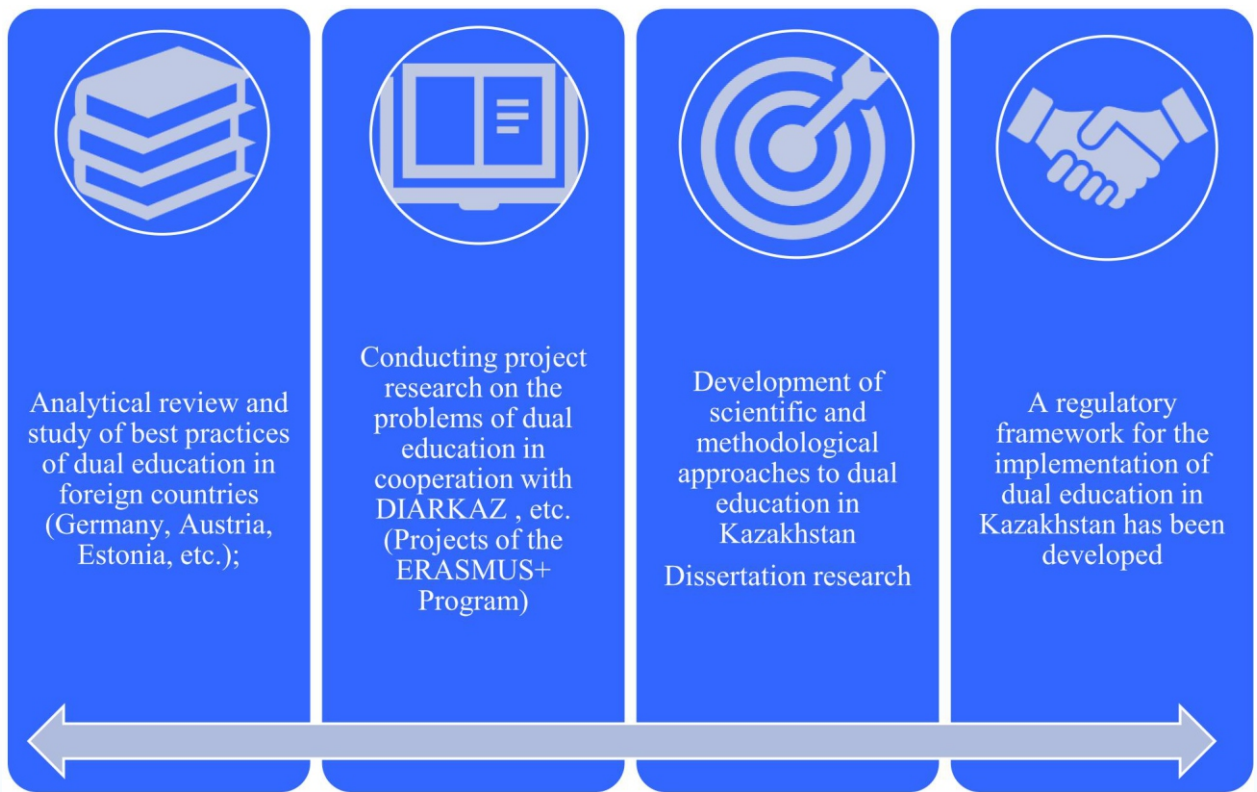 Analytical review and
study of best practices
of dual education in
foreign countries
(Germany, Austria,
Estonia, etc.);
Conducting project
research on the
problems of dual
education in
cooperation with
DIARKAZ , etc.
(Projects of the
ERASMUS+
Program)
Development of
scientific and
methodological
approaches to dual
education in
Kazakhstan
Dissertation research
A regulatory
framework for the
implementation of
dual education in
Kazakhstan has been
developed